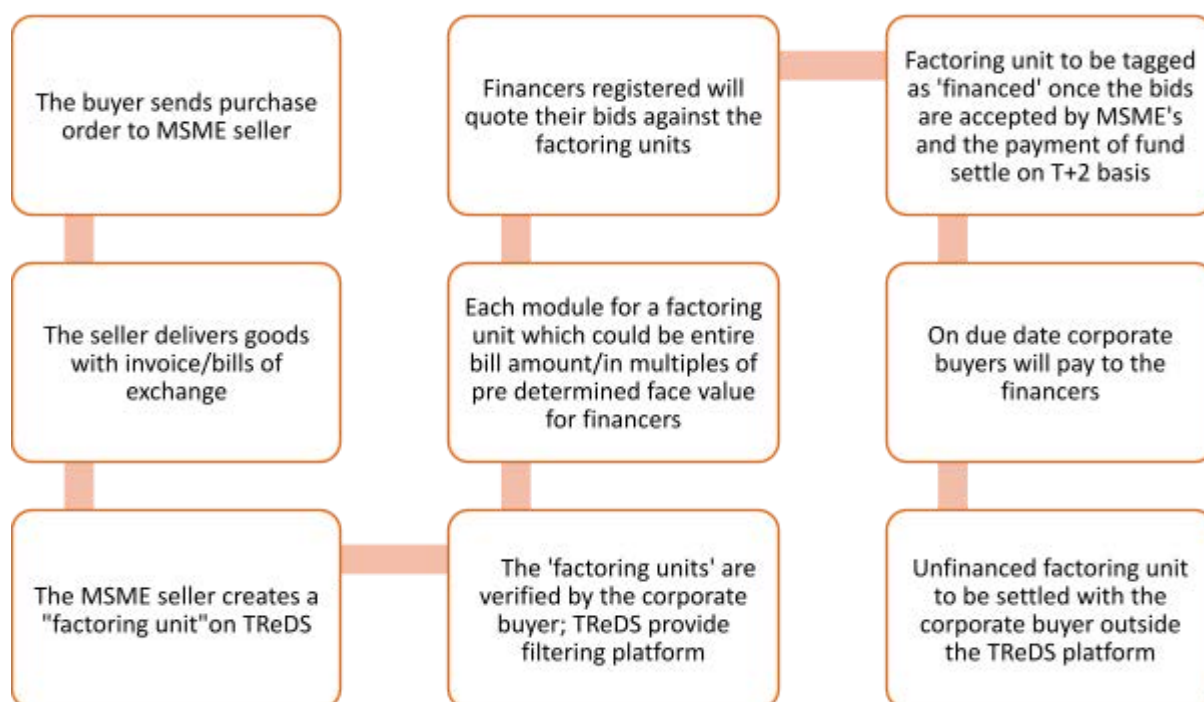 The buyer sends purchase
order to MSME seller
The seller delivers goods
with invoice/bills of
exchange
The MSME seller creates a
"factoring unit"on TReDS
The 'factoring units' are
verified by the corporate
buyer; TReDS provide
filtering platform
Each module for a factoring
unit which could be entire
bill amount/in multiples of
pre determined face value
for financers
Financers registered will
quote their bids against the
factoring units
Factoring unit to be tagged
as 'financed' once the bids
are accepted by MSME's
and the payment of fund
settle on T+2 basis
On due date corporate
buyers will pay to the
financers
Unfinanced factoring unit
to be settled with the
corporate buyer outside
the TReDS platform